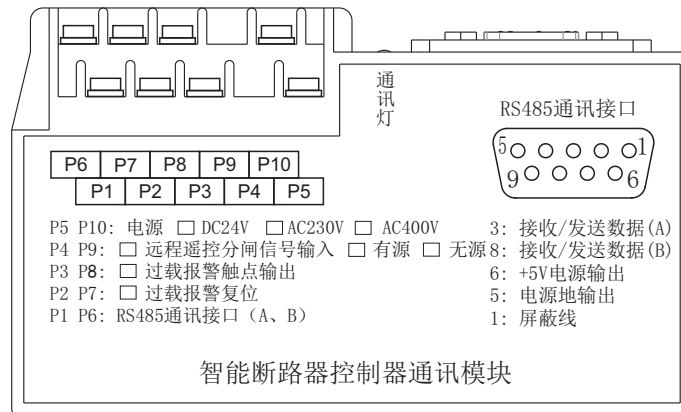 通讯灯
RS485通讯接口
5 1
9 6
P6 P7 P8 P9 P10
P1 P2 P3 P4 P5
P5 P10: 电源 □ DC24V □ AC230V □ AC400V
P4 P9: □ 远程遥控分闸信号输入 □ 有源 □ 无源
P3 P8: □ 过载报警触点输出
P2 P7: □ 过载报警复位
P1 P6: RS485通讯接口（A、B）
3: 接收/发送数据(A)
8: 接收/发送数据(B)
6: +5V电源输出
5: 电源地输出
1: 屏蔽线
智能断路器控制器通讯模块